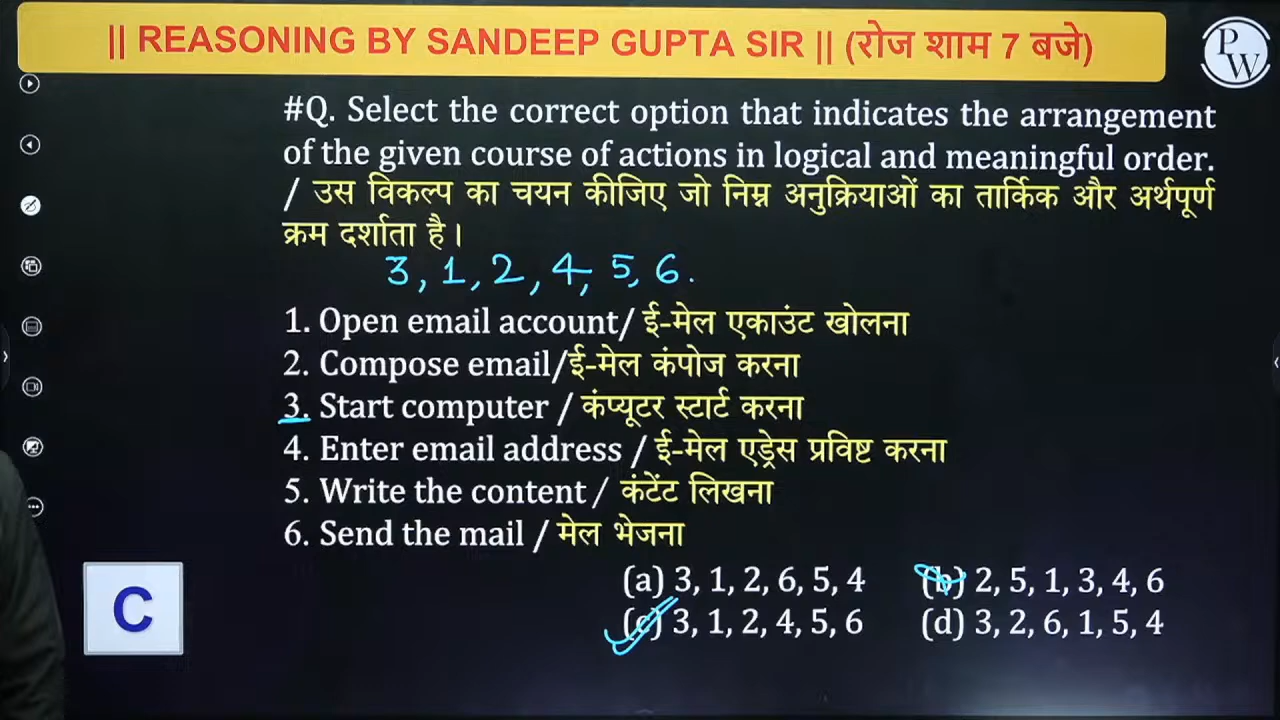 || REASONING BY SANDEEP GUPTA SIR || (रोज शाम 7 बजे)
PW
#Q. Select the correct option that indicates the arrangement
of the given course of actions in logical and meaningful order.
/ उस विकल्प का चयन कीजिए जो निम्न अनुक्रियाओं का तार्किक और अर्थपूर्ण
क्रम दर्शाता है।
3, 1, 2, 4, 5, 6.
1. Open email account/ ई-मेल एकाउंट खोलना
2. Compose email/ई-मेल कंपोज करना
3. Start computer / कंप्यूटर स्टार्ट करना
4. Enter email address / ई-मेल एड्रेस प्रविष्ट करना
5. Write the content / कंटेंट लिखना
6. Send the mail / मेल भेजना
(a) 3, 1, 2, 6, 5, 4 (b) 2, 5, 1, 3, 4, 6
(c) 3, 1, 2, 4, 5, 6 (d) 3, 2, 6, 1, 5, 4
C